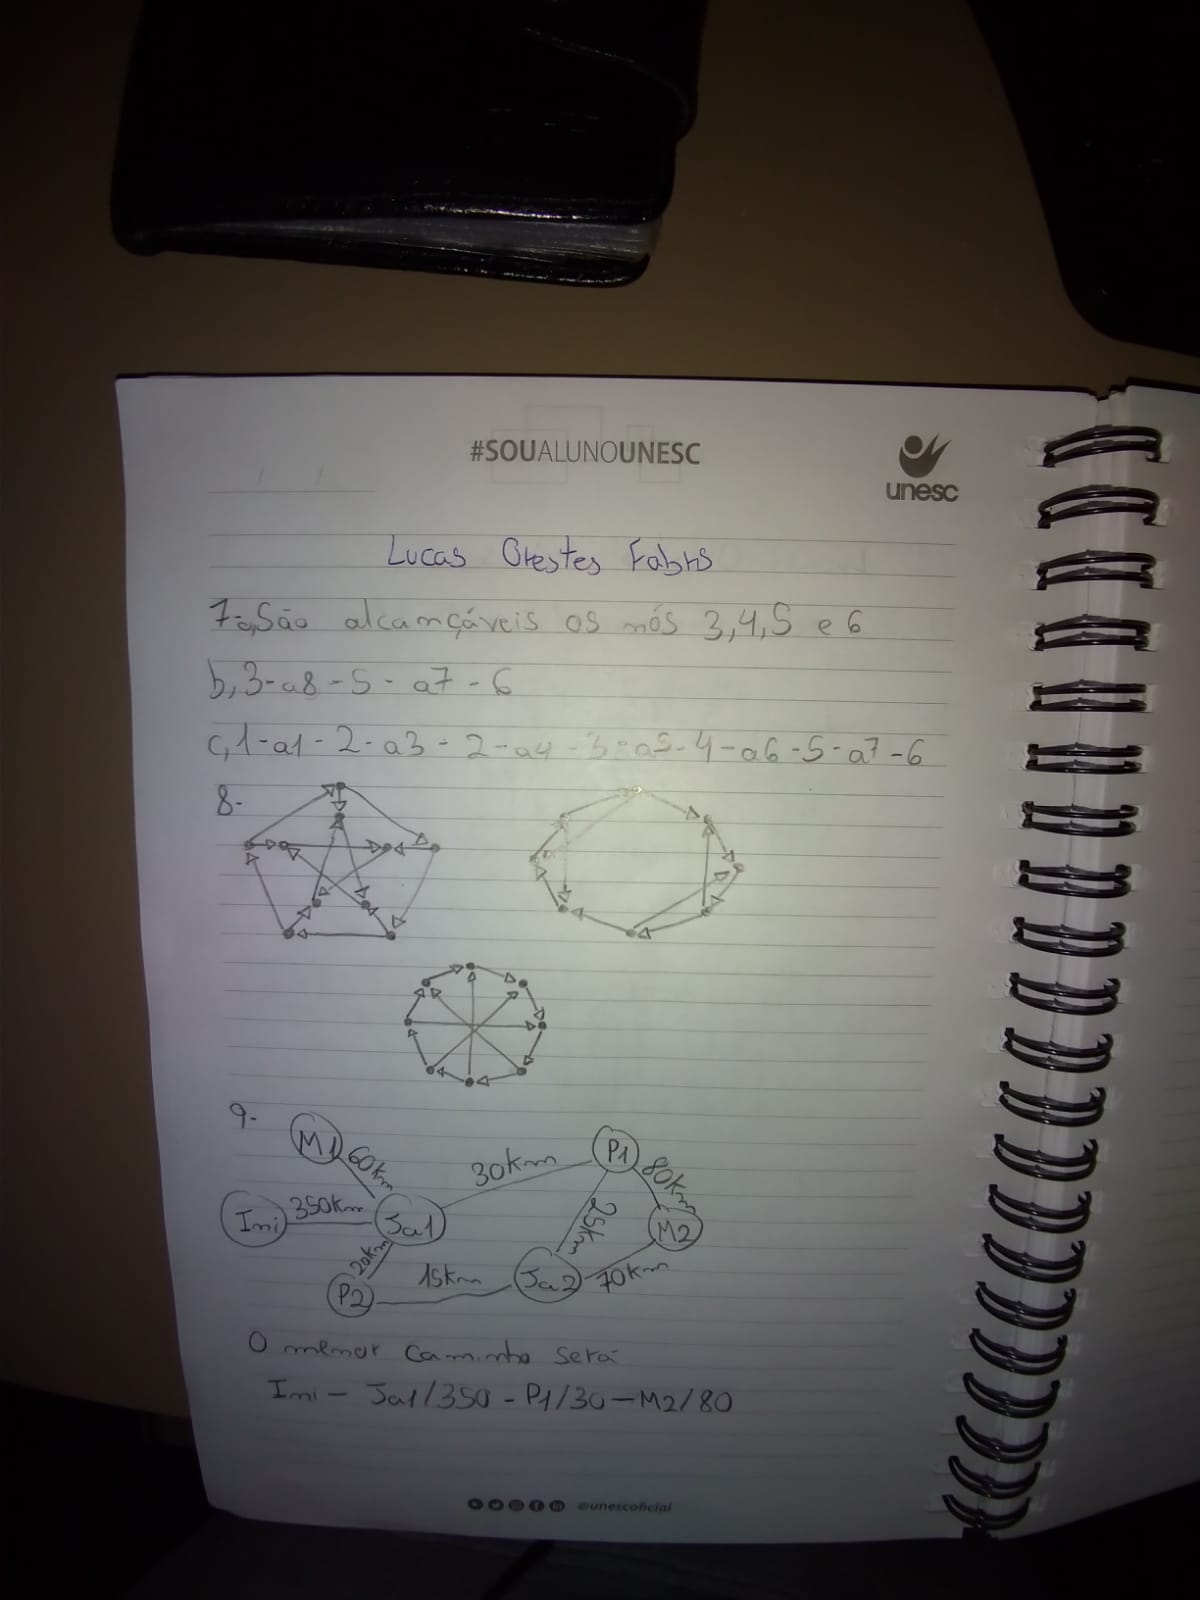 #SOUALUNOUNESC
unesc
Lucas Orestes Fabris
7-a, São alcançáveis os nós 3,4,5 e 6
b, 3-a8-5-a7-6
c, 1-a1-2-a3-2-a4-3-a5-4-a6-5-a7-6
8-
9-
M1
60km
30km
P1
80km
Imi
350km
Ja1
25km
M2
20km
P2
15km
Ja2
70km
O menor caminho será
Imi - Ja1/350 - P1/30 - M2/80
@unescoficial